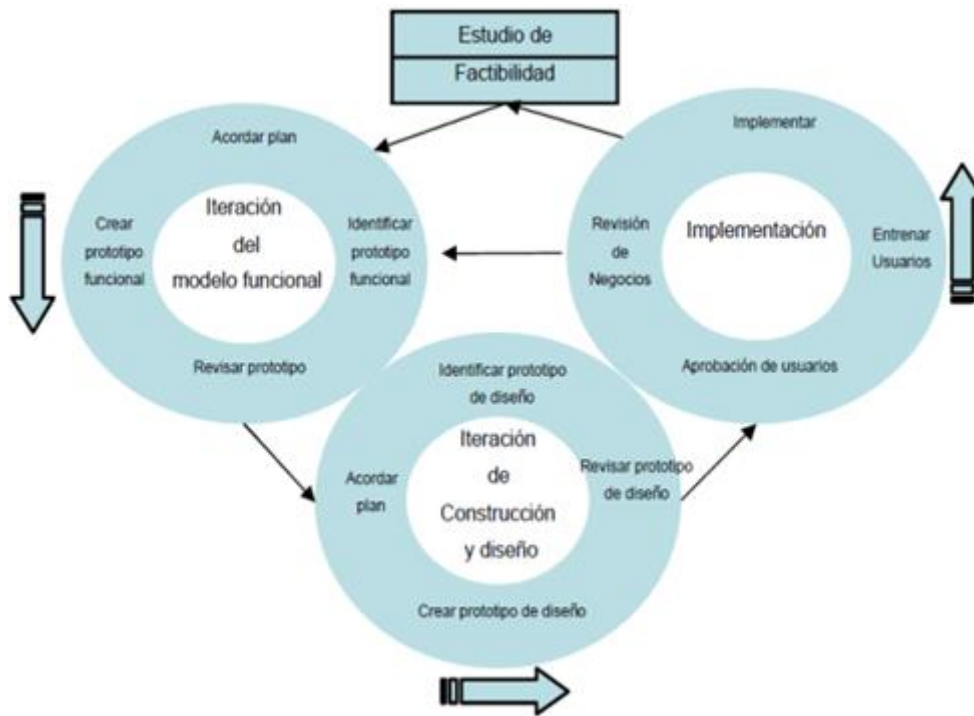 Estudio de
Factibilidad
Acordar plan
Crear
prototipo
funcional
Iteración
del
modelo funcional
Identificar
prototipo
funcional
Revisar prototipo
Implementar
Revisión
de
Negocios
Implementación
Entrenar
Usuarios
Aprobación de usuarios
Identificar prototipo
de diseño
Acordar
plan
Iteración
de
Construcción
y diseño
Revisar prototipo
de diseño
Crear prototipo de diseño